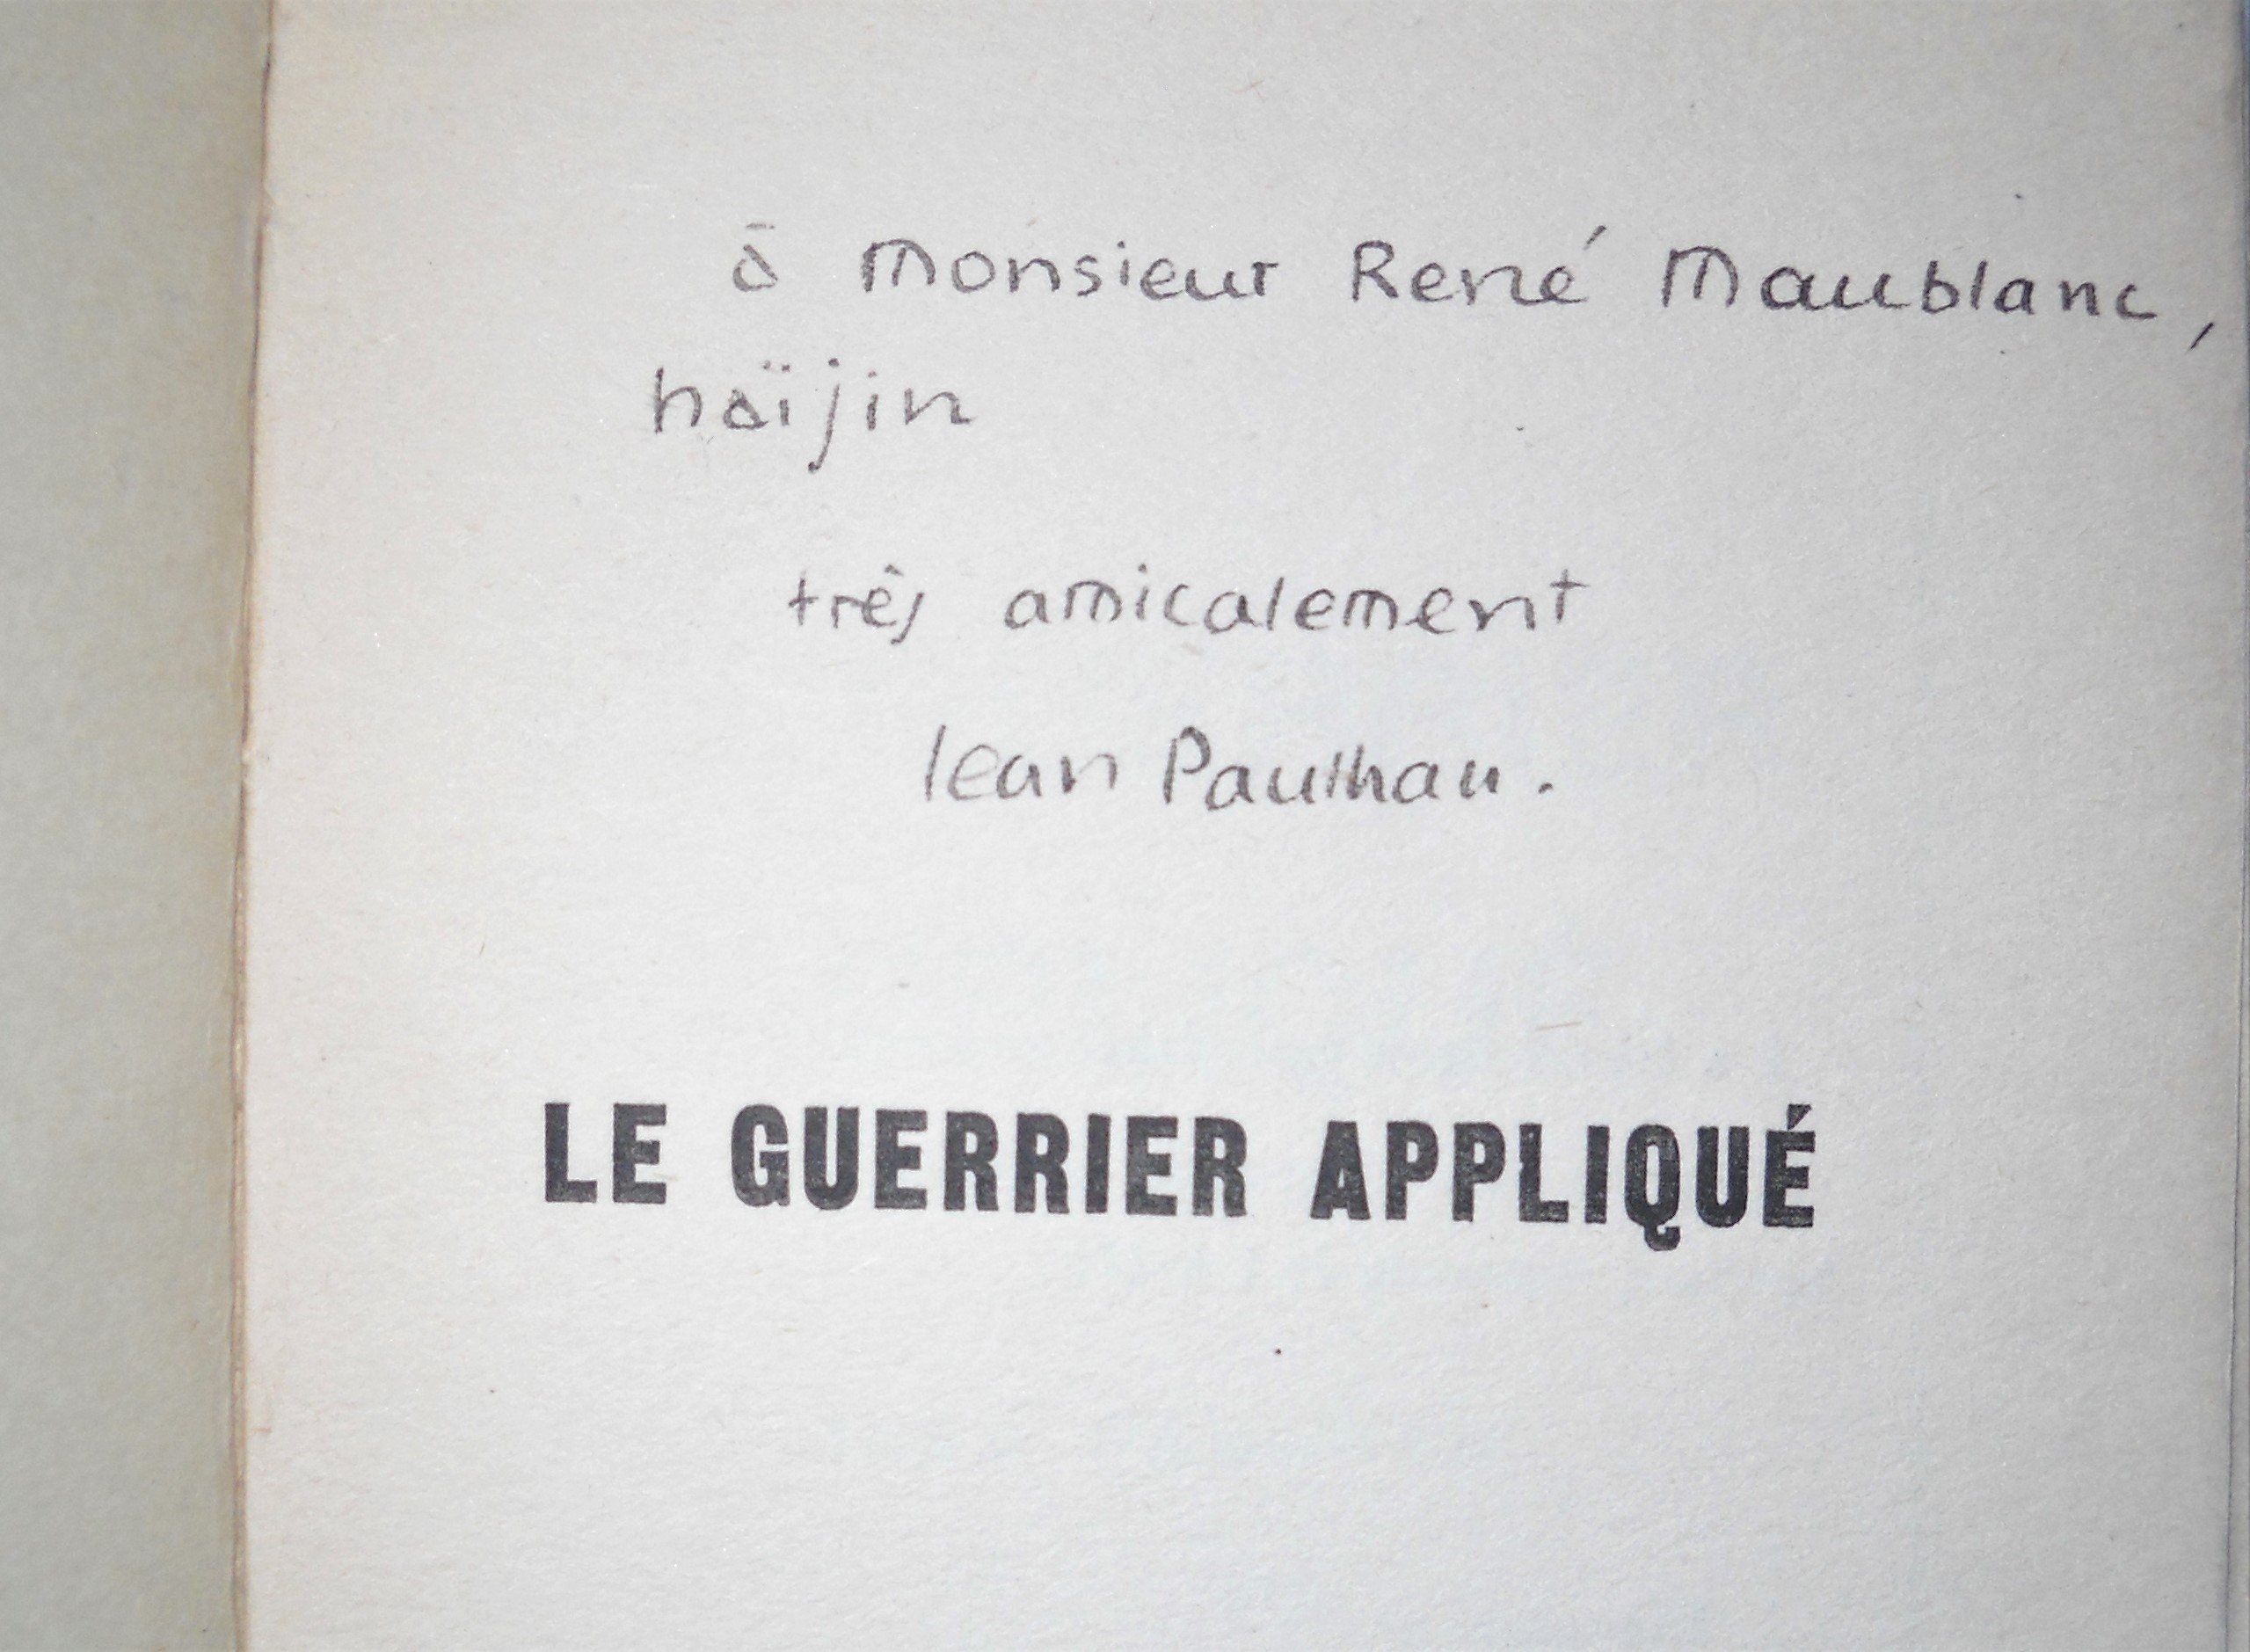 à Monsieur René Maublanc,
haïjin
très amicalement
Jean Paulhan.
LE GUERRIER APPLIQUÉ